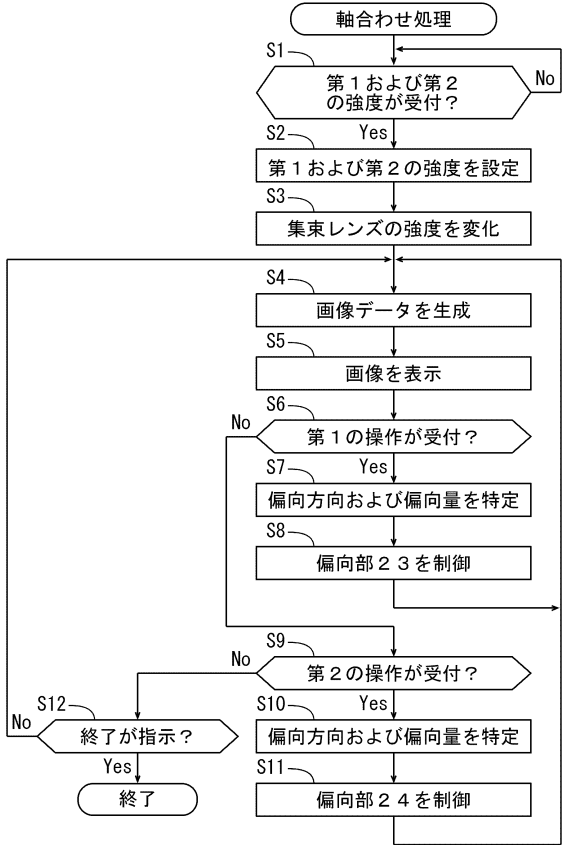 軸合わせ処理
S1
第１および第２
の強度が受付？
No
Yes
S2
第１および第２の強度を設定
S3
集束レンズの強度を変化
S4
画像データを生成
S5
画像を表示
S6
No
第１の操作が受付？
Yes
S7
偏向方向および偏向量を特定
S8
偏向部２３を制御
S9
No
第２の操作が受付？
Yes
S12
No
終了が指示？
Yes
終了
S10
偏向方向および偏向量を特定
S11
偏向部２４を制御